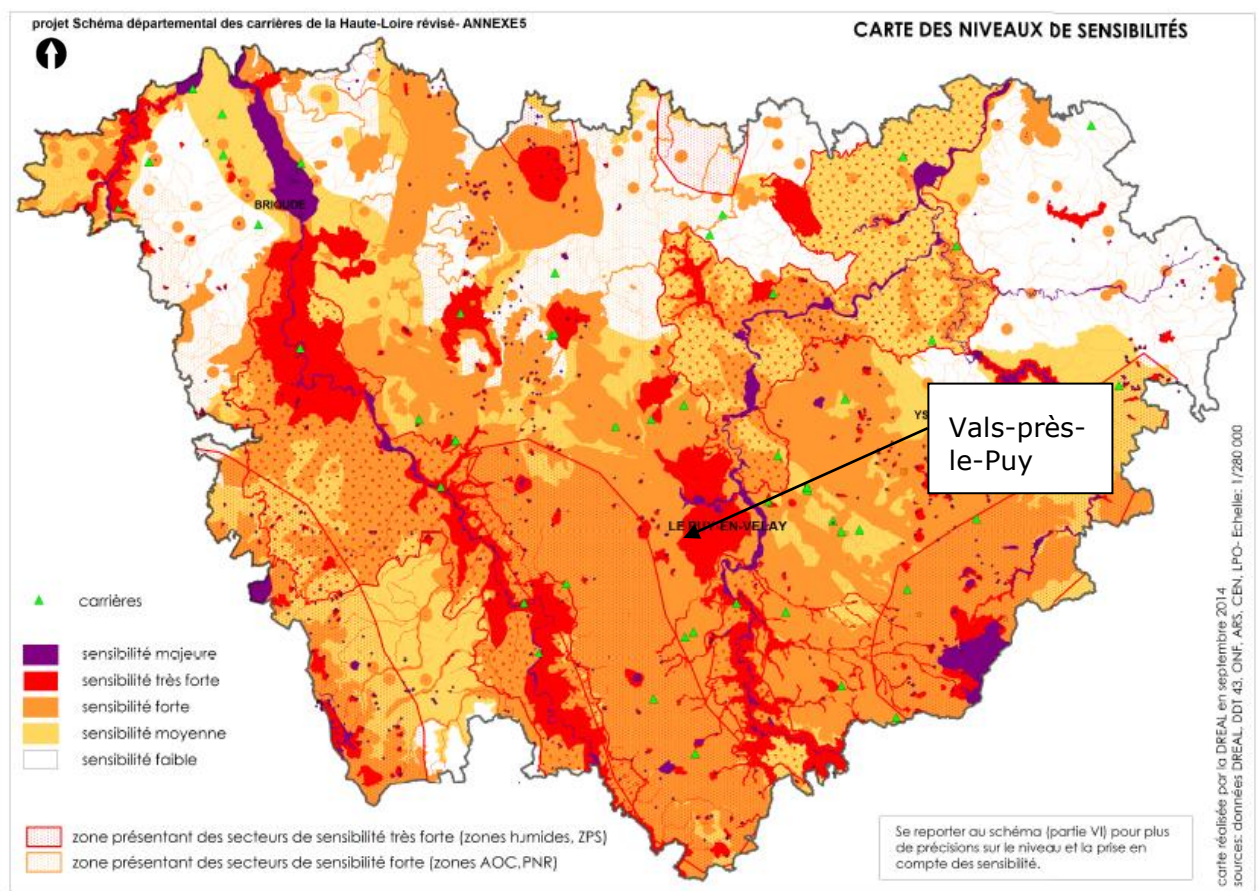 projet Schéma départemental des carrières de la Haute-Loire révisé- ANNEXE5
CARTE DES NIVEAUX DE SENSIBILITÉS
BRIOUDE
YS
Vals-près-
le-Puy
LE PUY-EN-VELAY
carrières
sensibilité majeure
sensibilité très forte
sensibilité forte
sensibilité moyenne
sensibilité faible
zone présentant des secteurs de sensibilité très forte (zones humides, ZPS)
zone présentant des secteurs de sensibilité forte (zones AOC,PNR)
Se reporter au schéma (partie VI) pour plus
de précisions sur le niveau et la prise en
compte des sensibilité.
carte réalisée par la DREAL en septembre 2014
sources: données DREAL, DDT 43, ONF, ARS, CEN, LPO- Echelle: 1/280 000